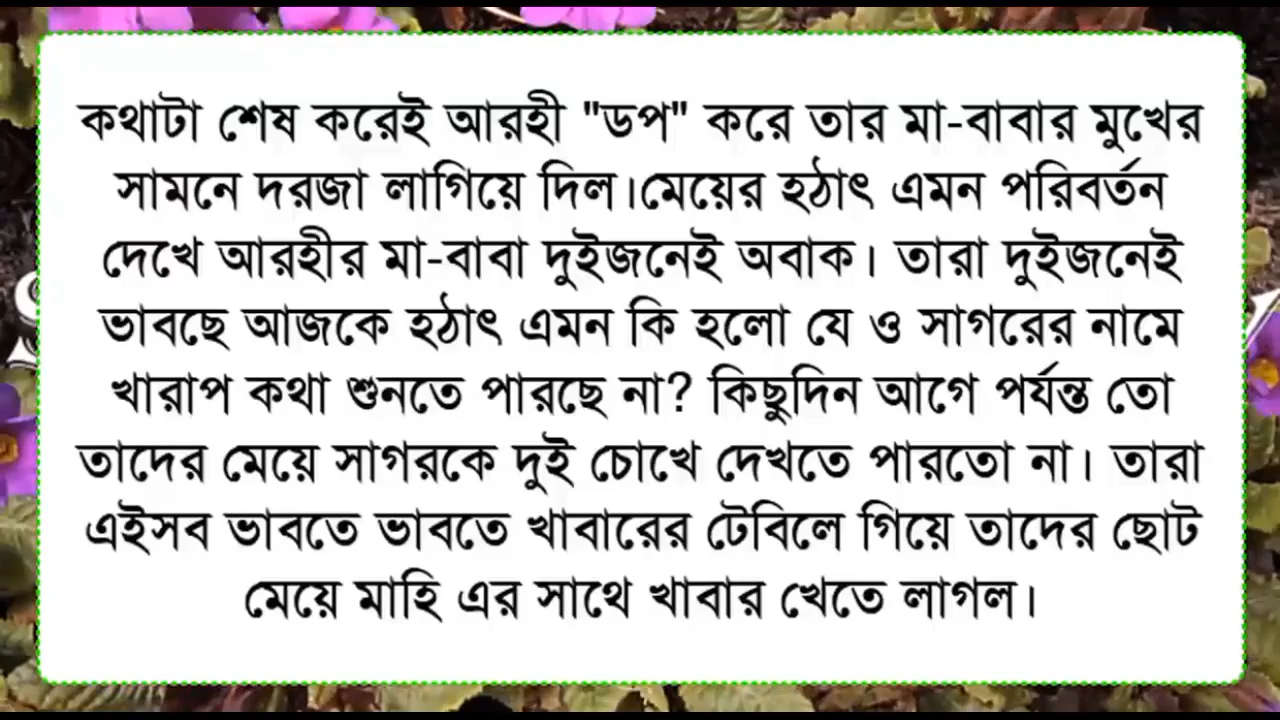 কথাটা শেষ করেই আরহী "ডপ" করে তার মা-বাবার মুখের
সামনে দরজা লাগিয়ে দিল।মেয়ের হঠাৎ এমন পরিবর্তন
দেখে আরহীর মা-বাবা দুইজনেই অবাক। তারা দুইজনেই
ভাবছে আজকে হঠাৎ এমন কি হলো যে ও সাগরের নামে
খারাপ কথা শুনতে পারছে না? কিছুদিন আগে পর্যন্ত তো
তাদের মেয়ে সাগরকে দুই চোখে দেখতে পারতো না। তারা
এইসব ভাবতে ভাবতে খাবারের টেবিলে গিয়ে তাদের ছোট
মেয়ে মাহি এর সাথে খাবার খেতে লাগল।